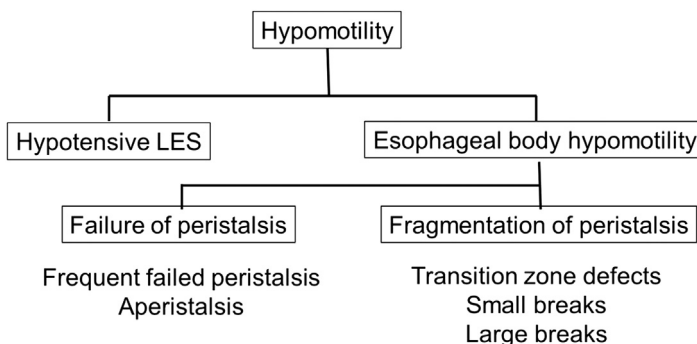 Hypomotility
Hypotensive LES
Esophageal body hypomotility
Failure of peristalsis
Fragmentation of peristalsis
Frequent failed peristalsis
Aperistalsis
Transition zone defects
Small breaks
Large breaks